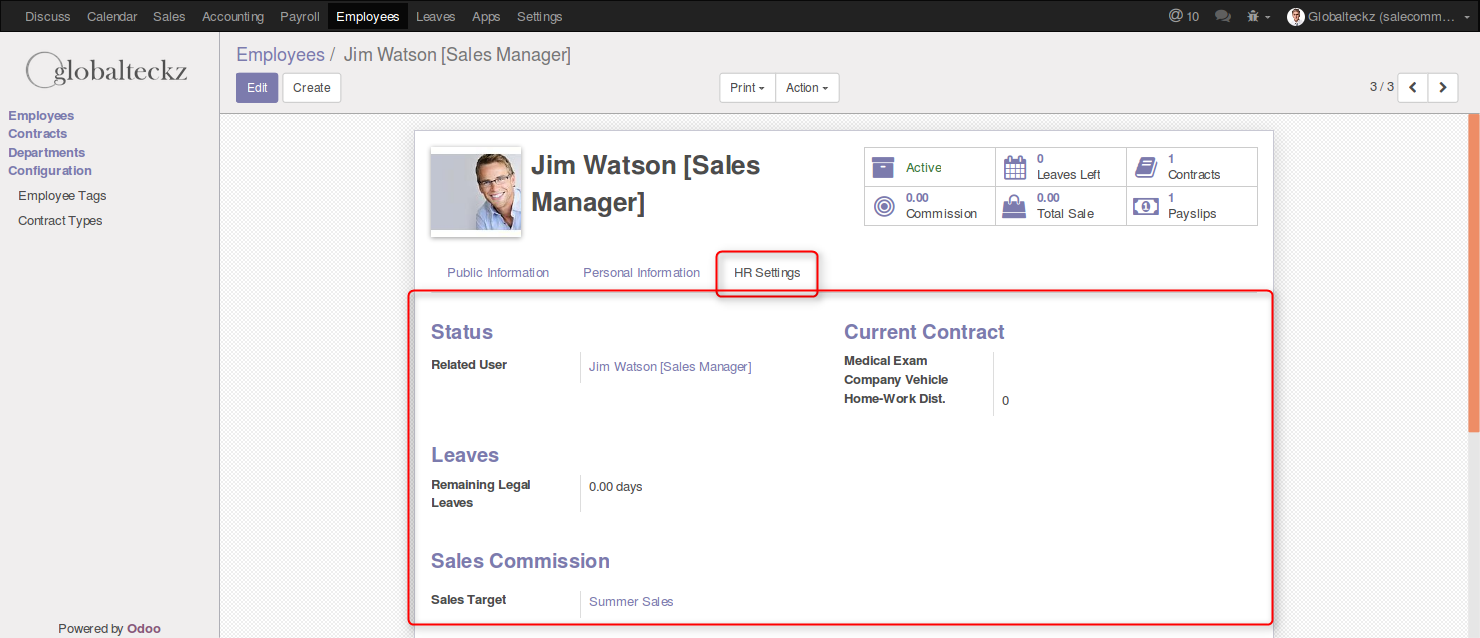 Discuss Calendar Sales Accounting Payroll Employees Leaves Apps Settings @ 10 Globalteckz (salecomm...
globalteckz
Employees / Jim Watson [Sales Manager]
Edit Create Print Action 3 / 3
Employees
Contracts
Departments
Configuration
Employee Tags
Contract Types
Jim Watson [Sales
Manager]
Active
0
Leaves Left
1
Contracts
0.00
Commission
0.00
Total Sale
1
Payslips
Public Information Personal Information HR Settings
Status
Related User Jim Watson [Sales Manager]
Current Contract
Medical Exam
Company Vehicle
Home-Work Dist. 0
Leaves
Remaining Legal
Leaves
0.00 days
Sales Commission
Sales Target Summer Sales
Powered by Odoo